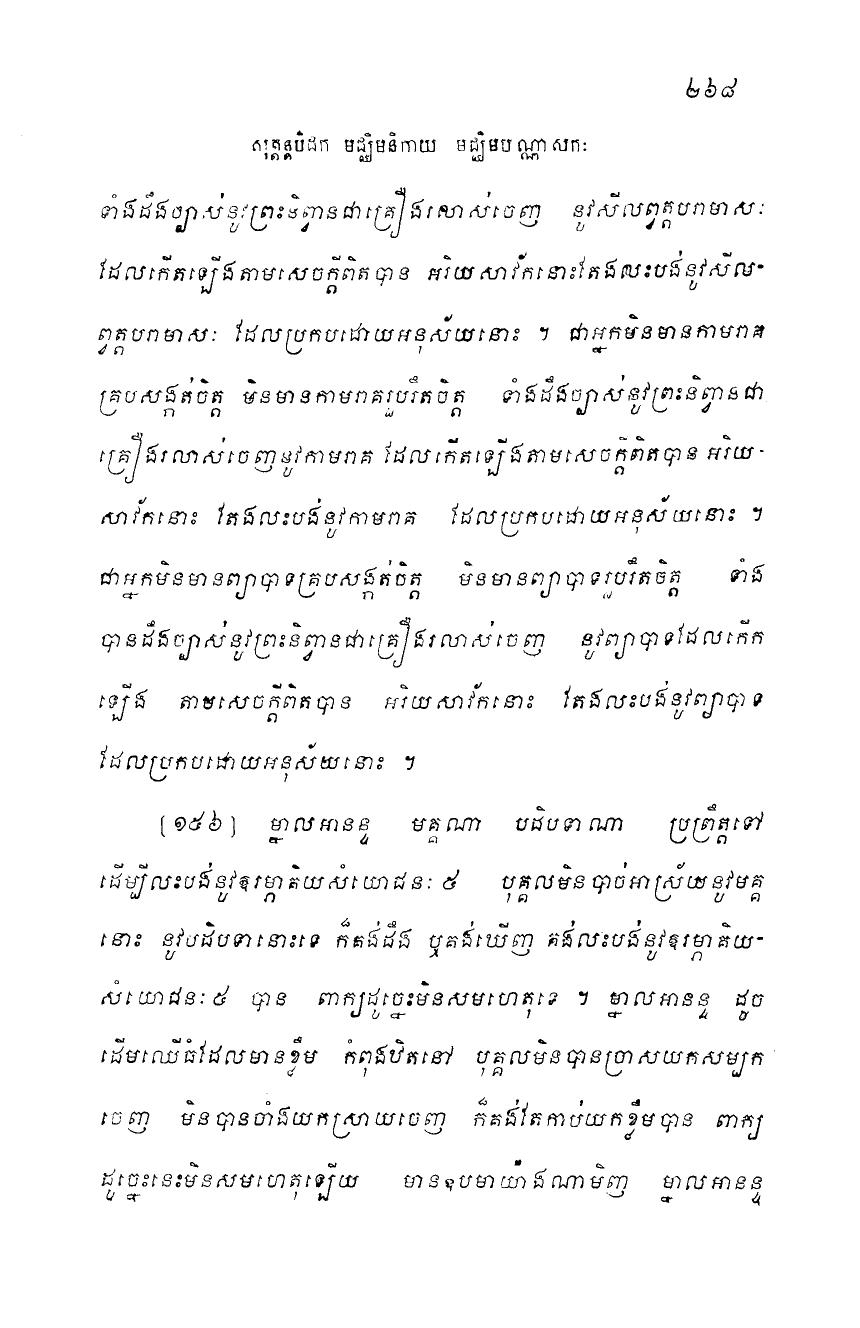 ២៦៨
សុត្តន្តបិដក មជ្ឈិមនិកាយ មជ្ឈិមបណ្ណាសកៈ
ទាំងដឹងច្បាស់នូវព្រះនិព្វានជាគ្រឿងរលាស់ចេញ នូវសីលព្វត្តបរាមាសៈ
ដែលកើតឡើងតាមសេចក្តីពិតបាន អរិយសាវ័កនោះតែងលះបង់នូវសីល-
ព្វត្តបរាមាសៈ ដែលប្រកបដោយអនុស័យនោះ ។ ជាអ្នកមិនមានកាមរាគ
គ្របសង្កត់ចិត្ត មិនមានកាមរាគរួបរឹតចិត្ត ទាំងដឹងច្បាស់នូវព្រះនិព្វានជា
គ្រឿងរលាស់ចេញនូវកាមរាគ ដែលកើតឡើងតាមសេចក្តីពិតបាន អរិយ-
សាវ័កនោះ តែងលះបង់នូវកាមរាគ ដែលប្រកបដោយអនុស័យនោះ ។
ជាអ្នកមិនមានព្យាបាទគ្របសង្កត់ចិត្ត មិនមានព្យាបាទរួបរឹតចិត្ត ទាំង
បានដឹងច្បាស់នូវព្រះនិព្វានជាគ្រឿងរលាស់ចេញ នូវព្យាបាទដែលកើត
ឡើង តាមសេចក្តីពិតបាន អរិយសាវ័កនោះ តែងលះបង់នូវព្យាបាទ
ដែលប្រកបដោយអនុស័យនោះ ។
[១៥៦] ម្នាលអានន្ទ មគ្គណា បដិបទាណា ប្រព្រឹត្តទៅ
ដើម្បីលះបង់នូវឱរម្ភាគិយសំយោជនៈ ៥ បុគ្គលមិនបាច់អាស្រ័យនូវមគ្គ
នោះ នូវបដិបទានោះទេ ក៏គង់ដឹង ឬគង់ឃើញ គង់លះបង់នូវឱរម្ភាគិយ-
សំយោជនៈ ៥ បាន ពាក្យដូច្នេះមិនសមហេតុទេ ។ ម្នាលអានន្ទ ដូច
ដើមឈើធំដែលមានខ្លឹម កំពុងឋិតនៅ បុគ្គលមិនបានច្រាសយកសម្បក
ចេញ មិនបានចាំងយកស្រាយចេញ ក៏គង់តែកាប់យកខ្លឹមបាន ពាក្យ
ដូច្នេះនេះមិនសមហេតុឡើយ មានឧបមាយ៉ាងណាមិញ ម្នាលអានន្ទ